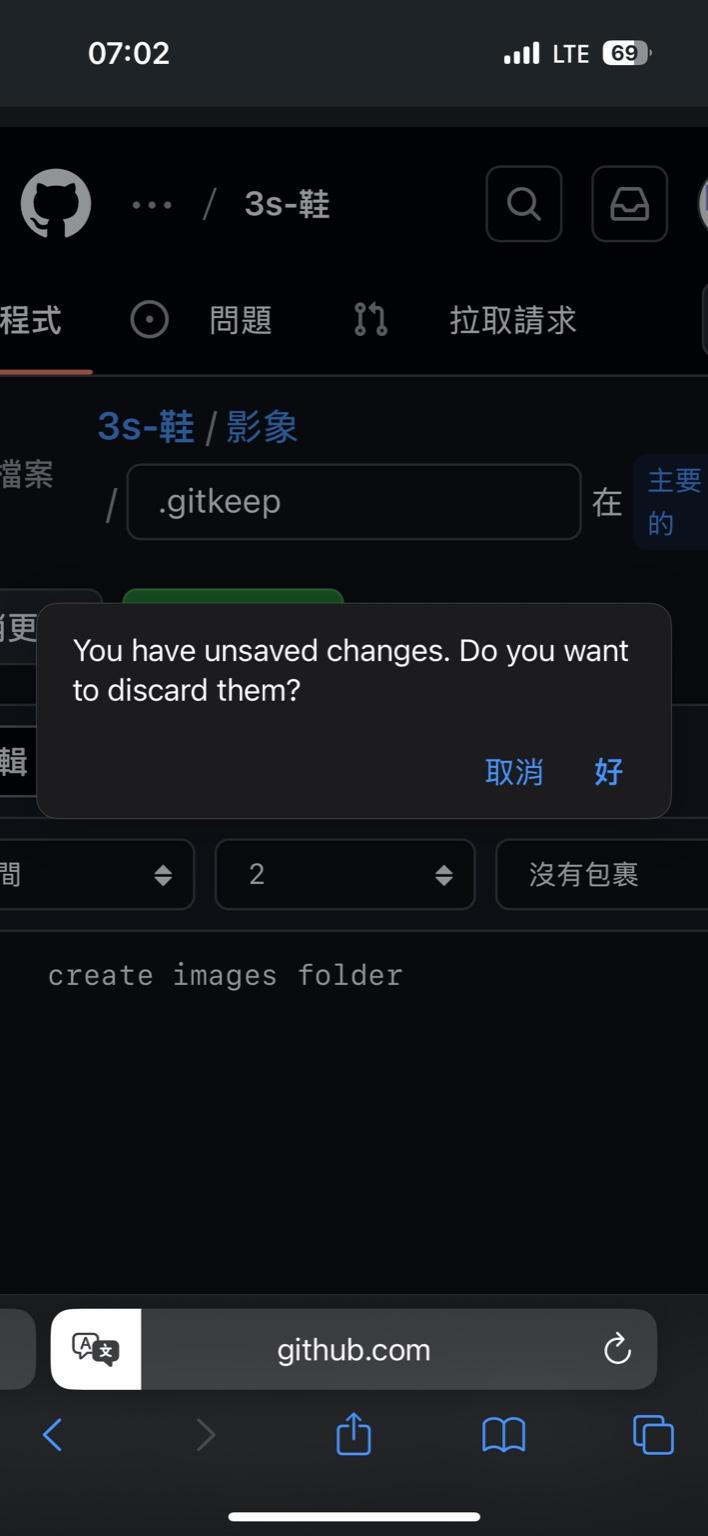 07:02
LTE 69
/ 3s-鞋
程式 問題 拉取請求
3s-鞋 / 影象
檔案
/ .gitkeep 在 主要
的
消更
You have unsaved changes. Do you want
to discard them?
取消 好
輯
間 2 沒有包裹
create images folder
github.com